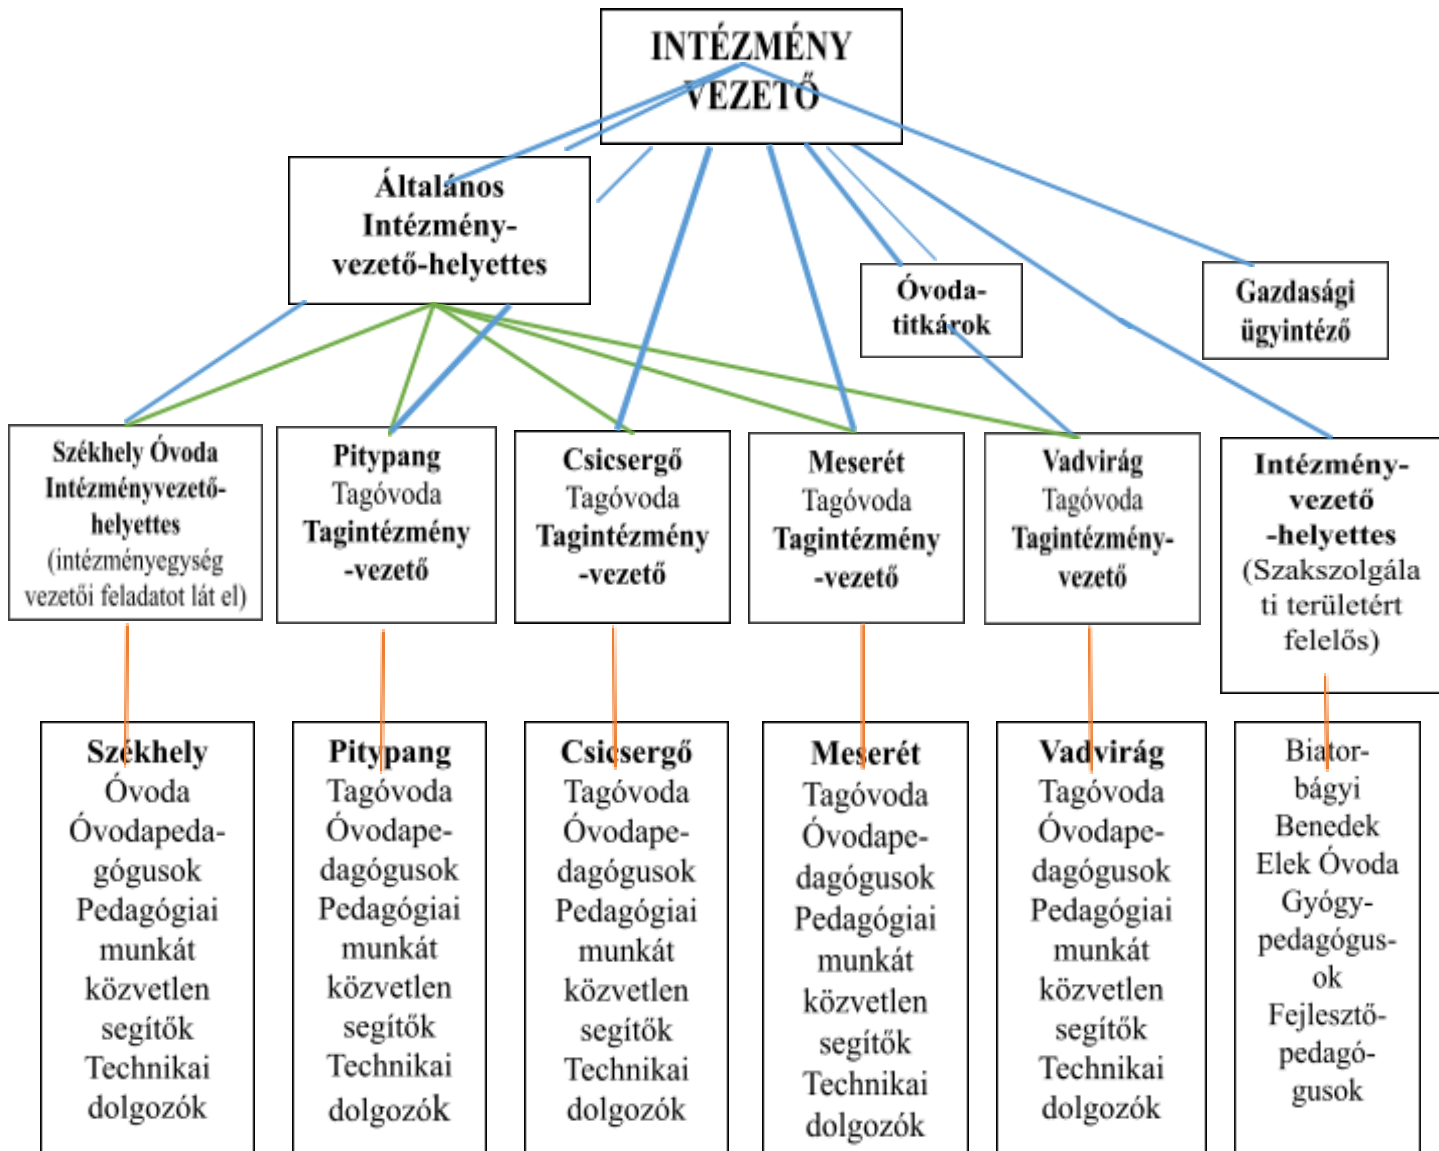 INTÉZMÉNY
VEZETŐ
Általános
Intézmény-
vezető-helyettes
Óvoda-
titkárok
Gazdasági
ügyintéző
Székhely Óvoda
Intézményvezető-
helyettes
(intézményegység
vezetői feladatot lát el)
Pitypang
Tagóvoda
Tagintézmény
-vezető
Csicsergő
Tagóvoda
Tagintézmény
-vezető
Meserét
Tagóvoda
Tagintézmény
-vezető
Vadvirág
Tagóvoda
Tagintézmény-
vezető
Intézmény-
vezető
-helyettes
(Szakszolgála
ti területért
felelős)
Székhely
Óvoda
Óvodapeda-
gógusok
Pedagógiai
munkát
közvetlen
segítők
Technikai
dolgozók
Pitypang
Tagóvoda
Óvodape-
dagógusok
Pedagógiai
munkát
közvetlen
segítők
Technikai
dolgozók
Csicsergő
Tagóvoda
Óvodape-
dagógusok
Pedagógiai
munkát
közvetlen
segítők
Technikai
dolgozók
Meserét
Tagóvoda
Óvodape-
dagógusok
Pedagógiai
munkát
közvetlen
segítők
Technikai
dolgozók
Vadvirág
Tagóvoda
Óvodape-
dagógusok
Pedagógiai
munkát
közvetlen
segítők
Technikai
dolgozók
Biator-
bágyi
Benedek
Elek Óvoda
Gyógy-
pedagógus-
ok
Fejlesztő-
pedagó-
gusok